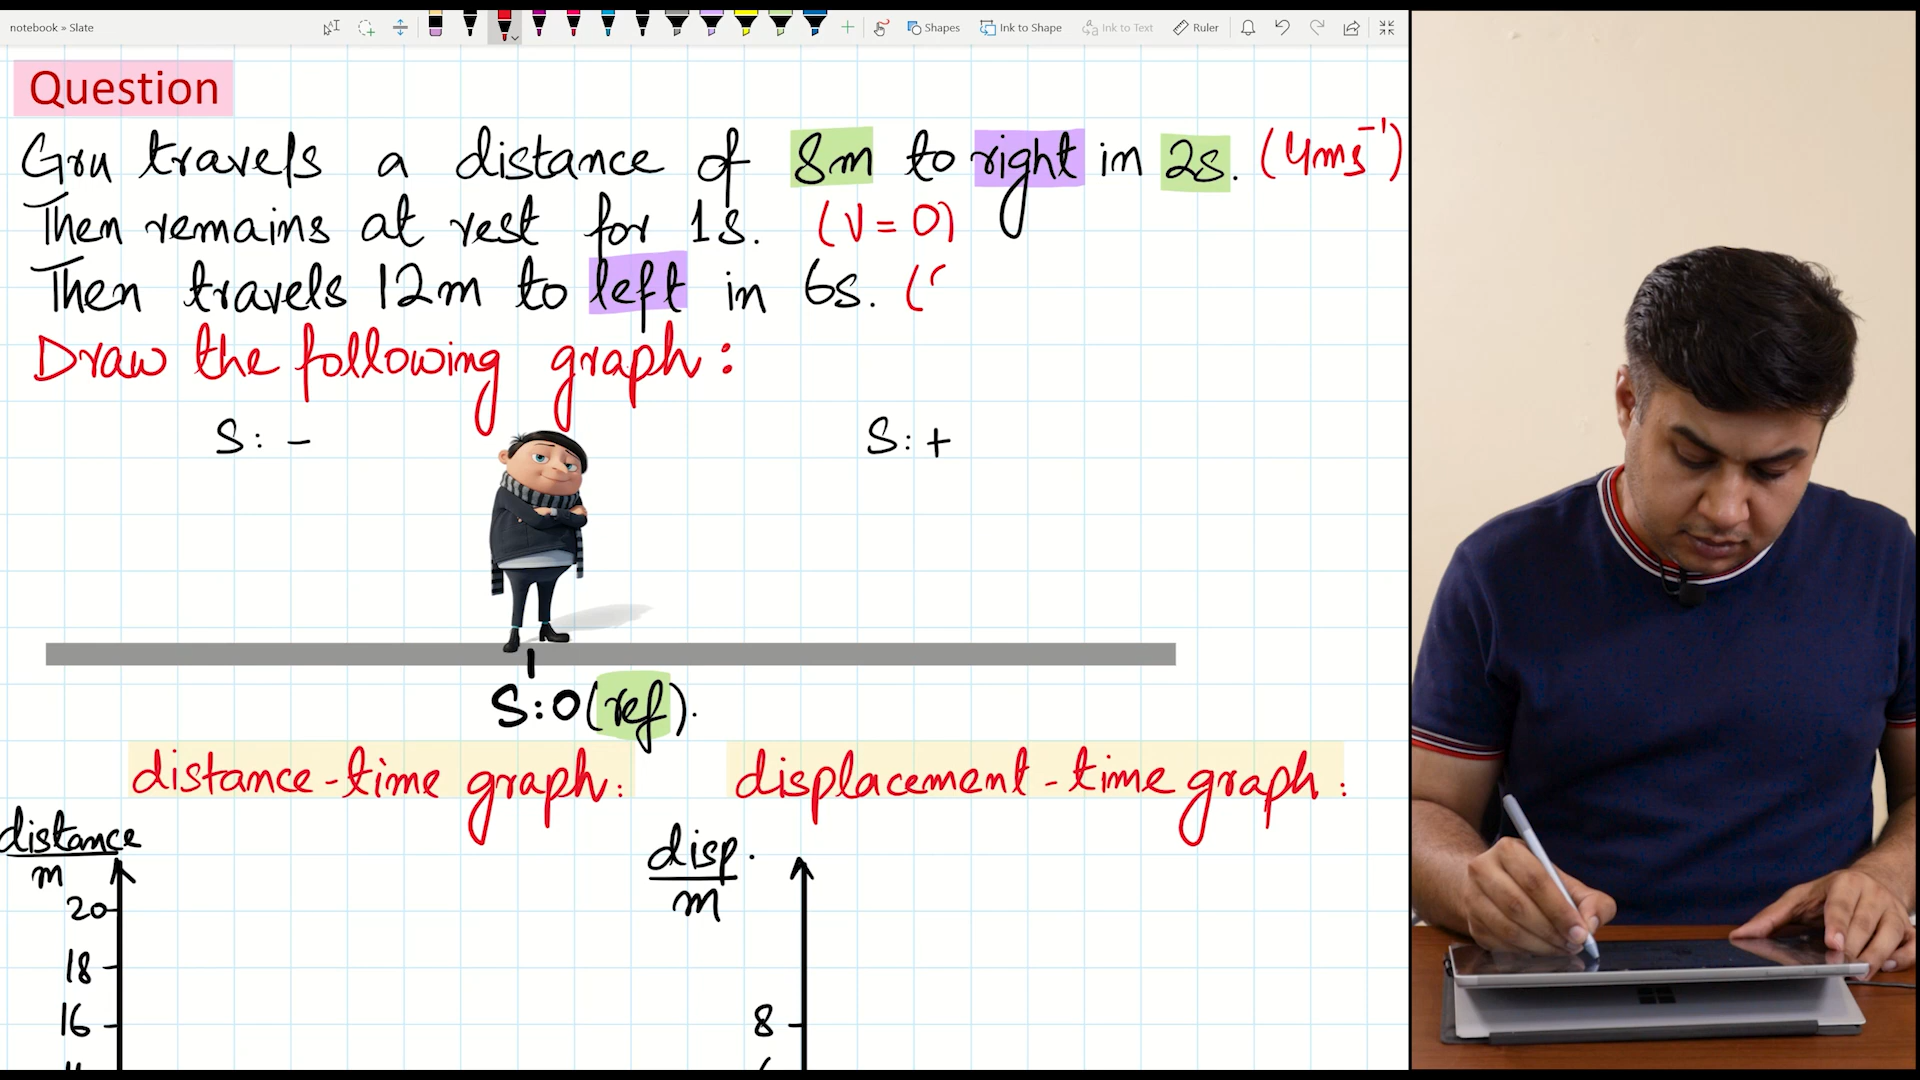 notebook » Slate
Shapes
Ink to Shape
Ink to Text
Ruler
Question
Gru travels a distance of 8m to right in 2s. (4ms⁻¹)
Then remains at rest for 1s. (V = 0)
Then travels 12m to left in 6s. (
Draw the following graph :
S: -
S: +
S:0 (ref).
distance-time graph:
displacement-time graph:
distance
m
20
18
16
disp.
m
8